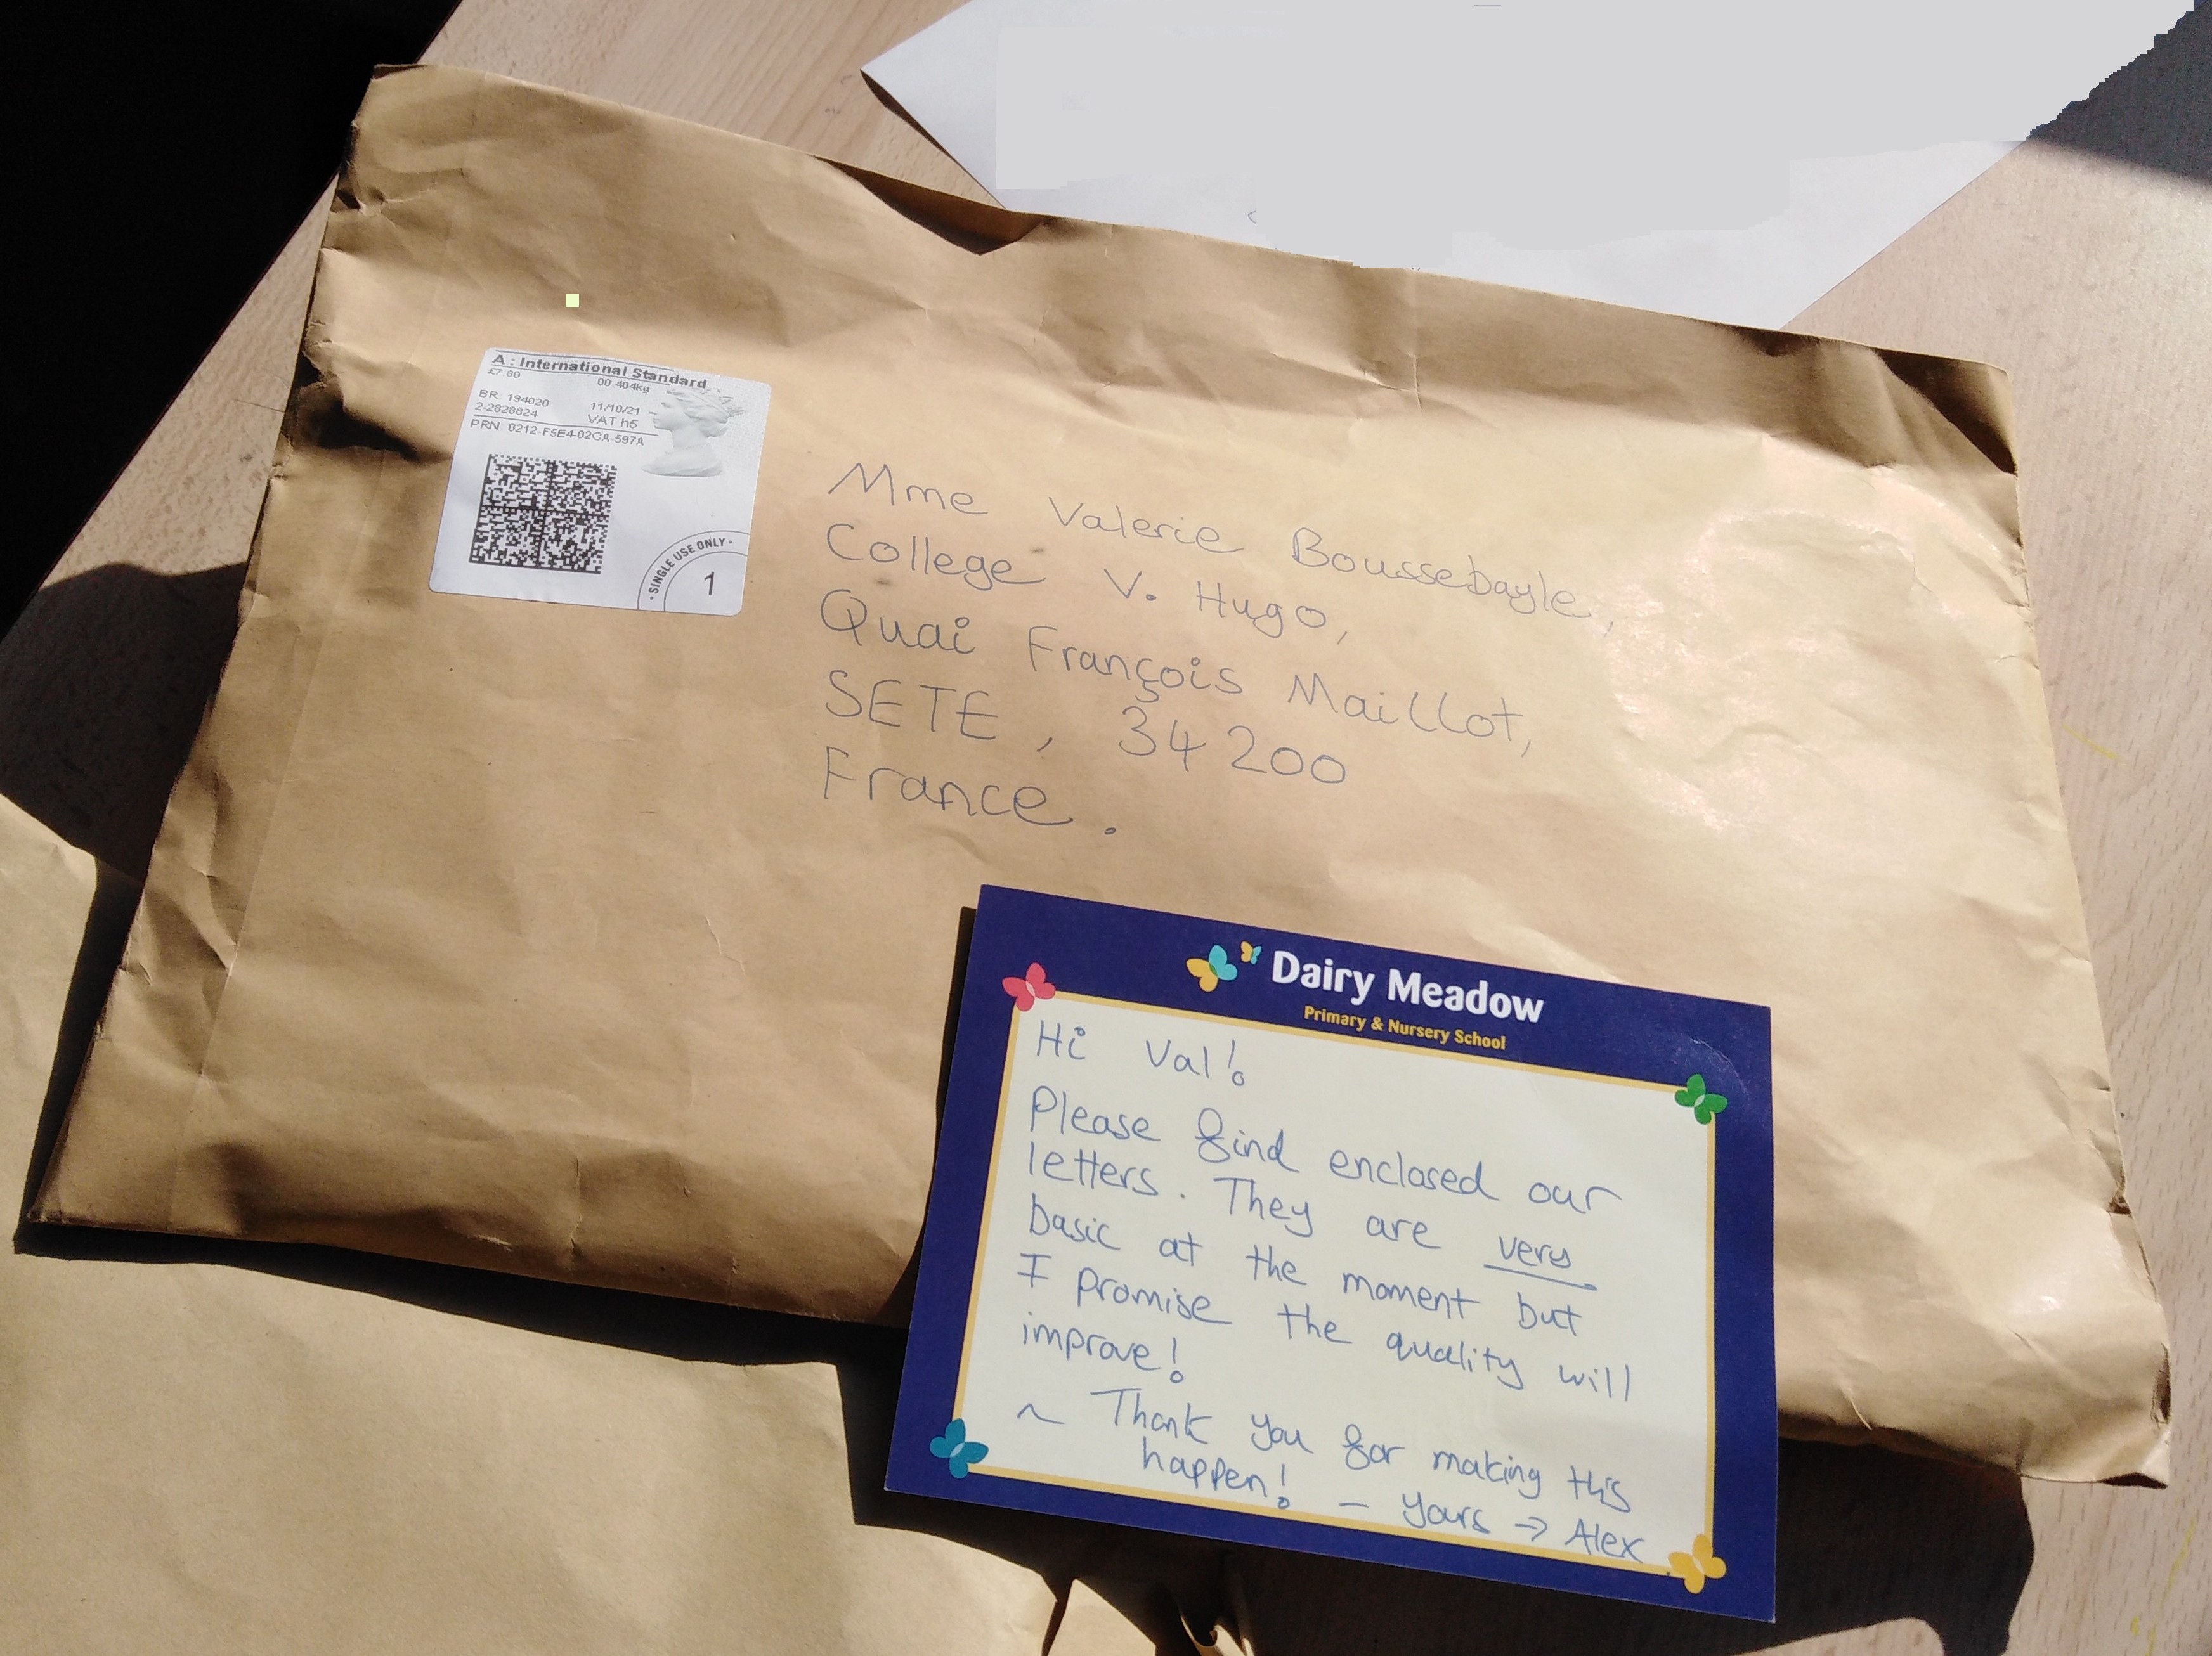 A : International Standard
£7.80
00.404kg
BR: 194020
11/10/21
2-2828824
VAT h6
PRN: 0212-F5E4-02CA-597A
• SINGLE USE ONLY •
1
Mme Valerie Boussebayle,
College V. Hugo,
Quai François Maillot,
SETE, 34200
France.
Dairy Meadow
Primary & Nursery School
Hi Val!
Please find enclosed our
letters. They are very
basic at the moment but
I promise the quality will
improve!
~ Thank you for making this
happen! - Yours → Alex